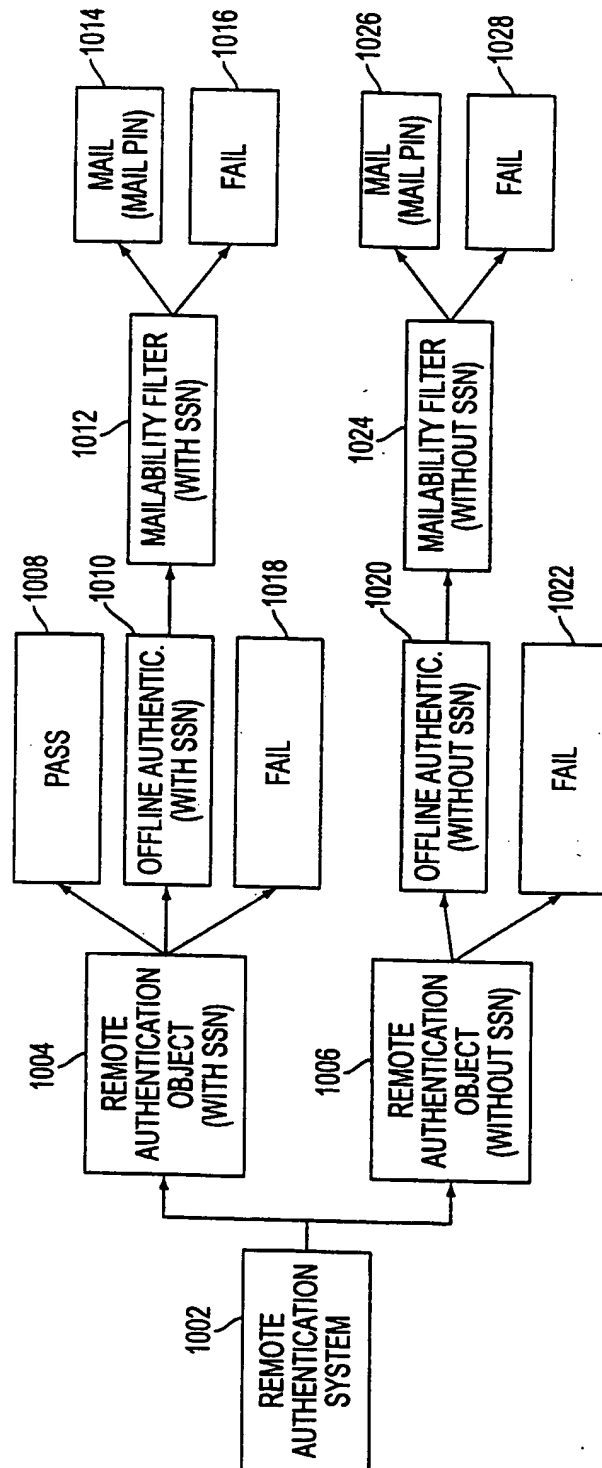 1002
REMOTE
AUTHENTICATION
SYSTEM
1004
REMOTE
AUTHENTICATION
OBJECT
(WITH SSN)
1006
REMOTE
AUTHENTICATION
OBJECT
(WITHOUT SSN)
1008
PASS
1010
OFFLINE AUTHENTIC.
(WITH SSN)
1018
FAIL
1012
MAILABILITY FILTER
(WITH SSN)
1014
MAIL
(MAIL PIN)
1016
FAIL
1020
OFFLINE AUTHENTIC.
(WITHOUT SSN)
1022
FAIL
1024
MAILABILITY FILTER
(WITHOUT SSN)
1026
MAIL
(MAIL PIN)
1028
FAIL